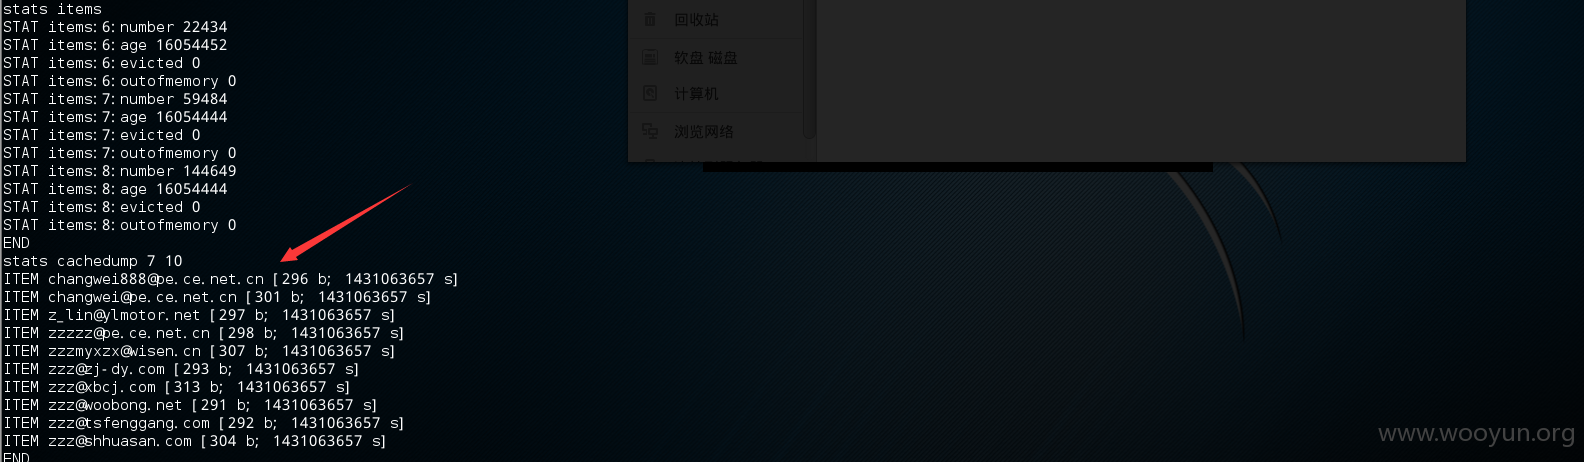 stats items
STAT items:6:number 22434
STAT items:6:age 16054452
STAT items:6:evicted 0
STAT items:6:outofmemory 0
STAT items:7:number 59484
STAT items:7:age 16054444
STAT items:7:evicted 0
STAT items:7:outofmemory 0
STAT items:8:number 144649
STAT items:8:age 16054444
STAT items:8:evicted 0
STAT items:8:outofmemory 0
END
stats cachedump 7 10
ITEM changwei888@pe.ce.net.cn [296 b; 1431063657 s]
ITEM changwei@pe.ce.net.cn [301 b; 1431063657 s]
ITEM z_lin@ylmotor.net [297 b; 1431063657 s]
ITEM zzzzz@pe.ce.net.cn [298 b; 1431063657 s]
ITEM zzzmyxzx@wisen.cn [307 b; 1431063657 s]
ITEM zzz@zj-dy.com [293 b; 1431063657 s]
ITEM zzz@xbcj.com [313 b; 1431063657 s]
ITEM zzz@woobong.net [291 b; 1431063657 s]
ITEM zzz@tsfenggang.com [292 b; 1431063657 s]
ITEM zzz@shhuasan.com [304 b; 1431063657 s]
END
回收站
软盘 磁盘
计算机
浏览网络
www.wooyun.org